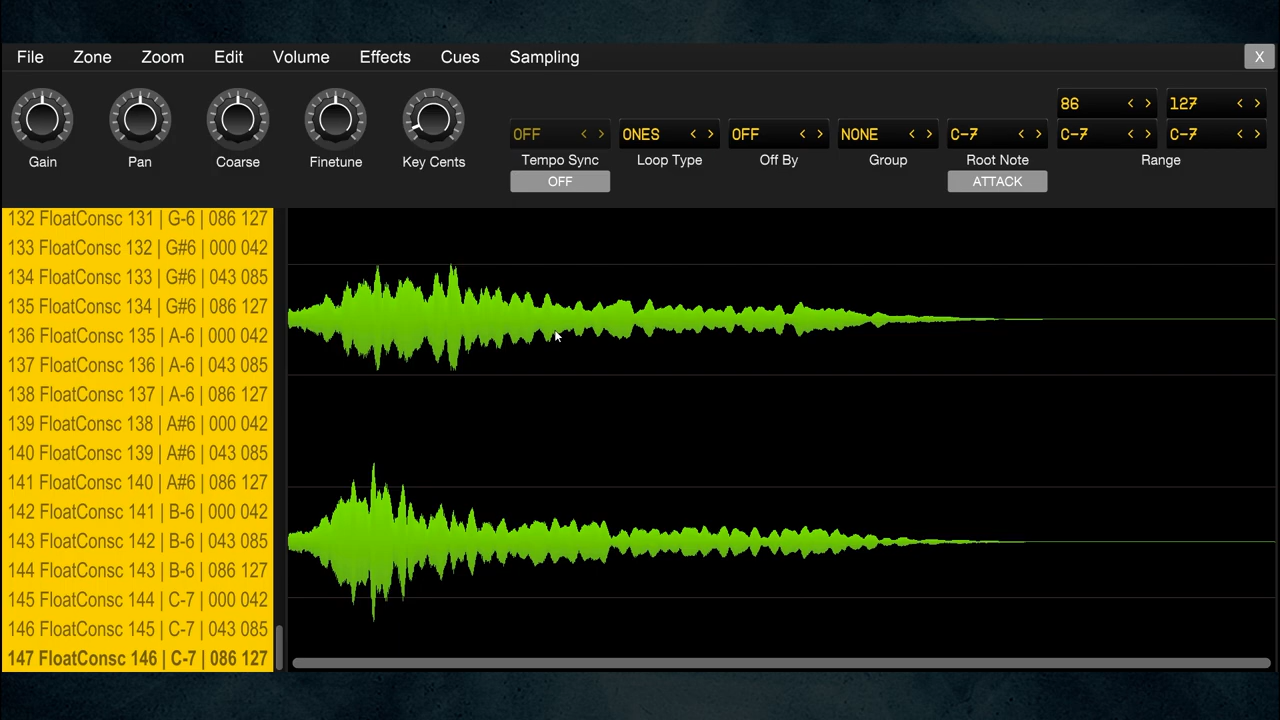 File Zone Zoom Edit Volume Effects Cues Sampling X
86 127
OFF ONES OFF NONE C-7 C-7 C-7
Gain Pan Coarse Finetune Key Cents Tempo Sync Loop Type Off By Group Root Note Range
OFF ATTACK
132 FloatConsc 131 | G-6 | 086 127
133 FloatConsc 132 | G#6 | 000 042
134 FloatConsc 133 | G#6 | 043 085
135 FloatConsc 134 | G#6 | 086 127
136 FloatConsc 135 | A-6 | 000 042
137 FloatConsc 136 | A-6 | 043 085
138 FloatConsc 137 | A-6 | 086 127
139 FloatConsc 138 | A#6 | 000 042
140 FloatConsc 139 | A#6 | 043 085
141 FloatConsc 140 | A#6 | 086 127
142 FloatConsc 141 | B-6 | 000 042
143 FloatConsc 142 | B-6 | 043 085
144 FloatConsc 143 | B-6 | 086 127
145 FloatConsc 144 | C-7 | 000 042
146 FloatConsc 145 | C-7 | 043 085
147 FloatConsc 146 | C-7 | 086 127